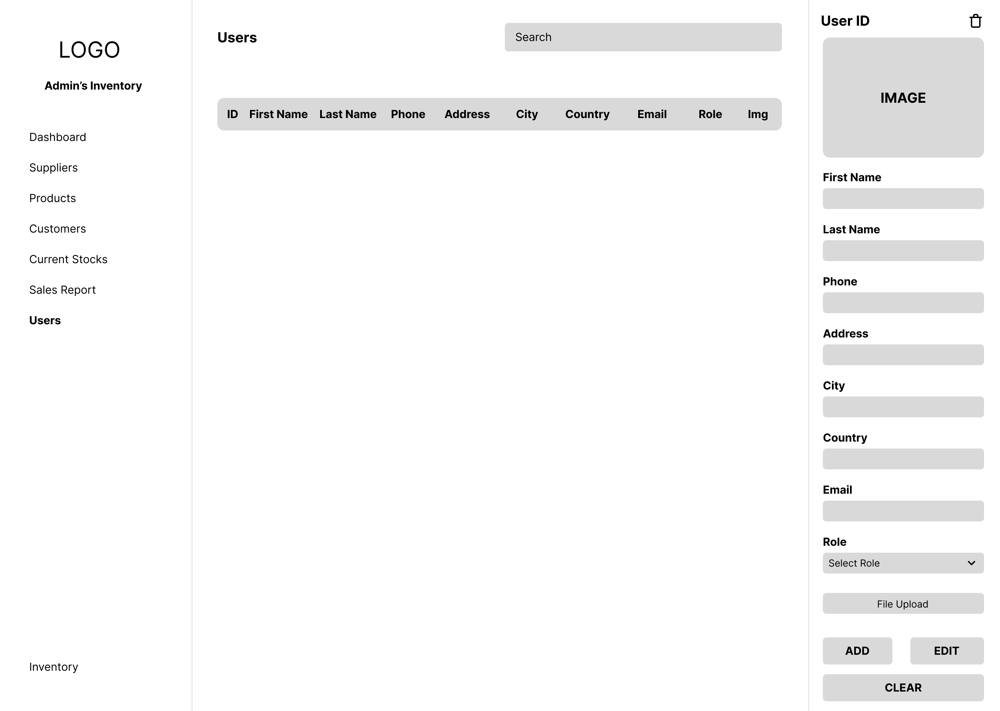 LOGO
Admin’s Inventory
Dashboard
Suppliers
Products
Customers
Current Stocks
Sales Report
Users
Inventory
Users
Search
ID First Name Last Name Phone Address City Country Email Role Img
User ID
IMAGE
First Name
Last Name
Phone
Address
City
Country
Email
Role
Select Role
File Upload
ADD EDIT
CLEAR